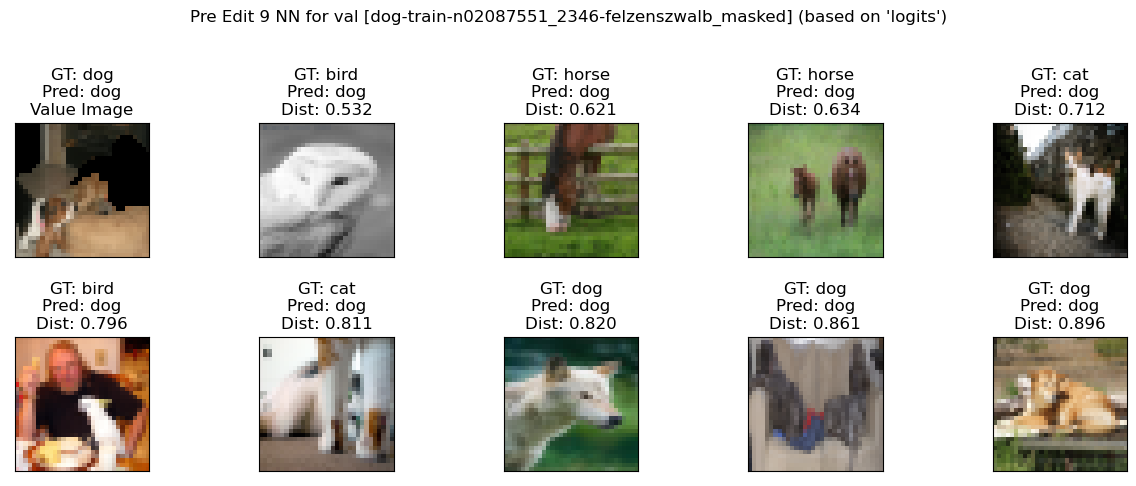 Pre Edit 9 NN for val [dog-train-n02087551_2346-felzenszwalb_masked] (based on 'logits')
GT: dog
Pred: dog
Value Image
GT: bird
Pred: dog
Dist: 0.532
GT: horse
Pred: dog
Dist: 0.621
GT: horse
Pred: dog
Dist: 0.634
GT: cat
Pred: dog
Dist: 0.712
GT: bird
Pred: dog
Dist: 0.796
GT: cat
Pred: dog
Dist: 0.811
GT: dog
Pred: dog
Dist: 0.820
GT: dog
Pred: dog
Dist: 0.861
GT: dog
Pred: dog
Dist: 0.896